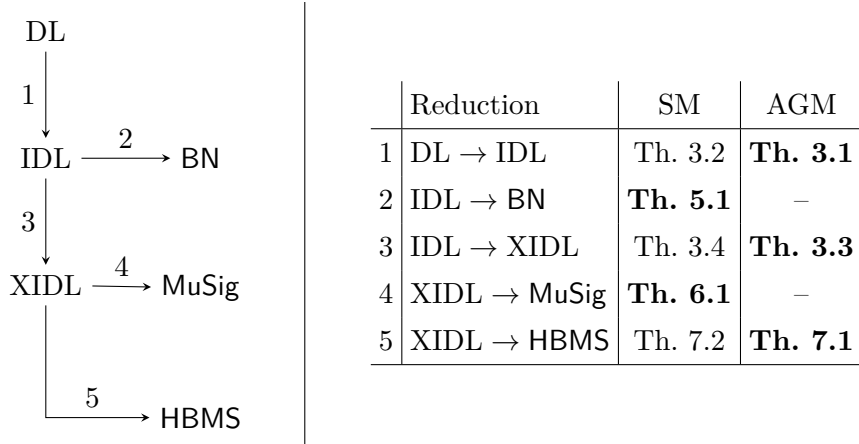 DL
1
IDL 2 BN
3
XIDL 4 MuSig
5 HBMS
Reduction SM AGM
1 DL → IDL Th. 3.2 Th. 3.1
2 IDL → BN Th. 5.1 –
3 IDL → XIDL Th. 3.4 Th. 3.3
4 XIDL → MuSig Th. 6.1 –
5 XIDL → HBMS Th. 7.2 Th. 7.1